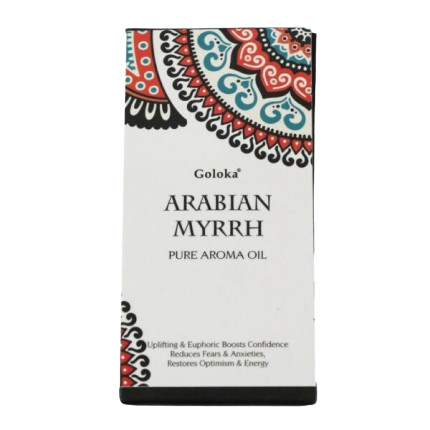 Goloka®
ARABIAN
MYRRH
PURE AROMA OIL
Uplifting & Euphoric Boosts Confidence
Reduces Fears & Anxieties,
Restores Optimism & Energy